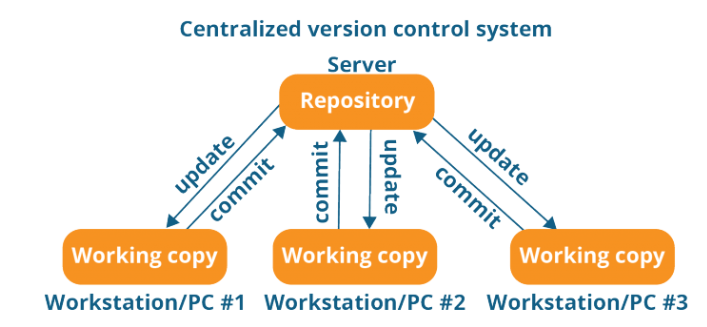 Centralized version control system
Server
Repository
update
commit
commit
update
update
commit
Working copy
Working copy
Working copy
Workstation/PC #1
Workstation/PC #2
Workstation/PC #3